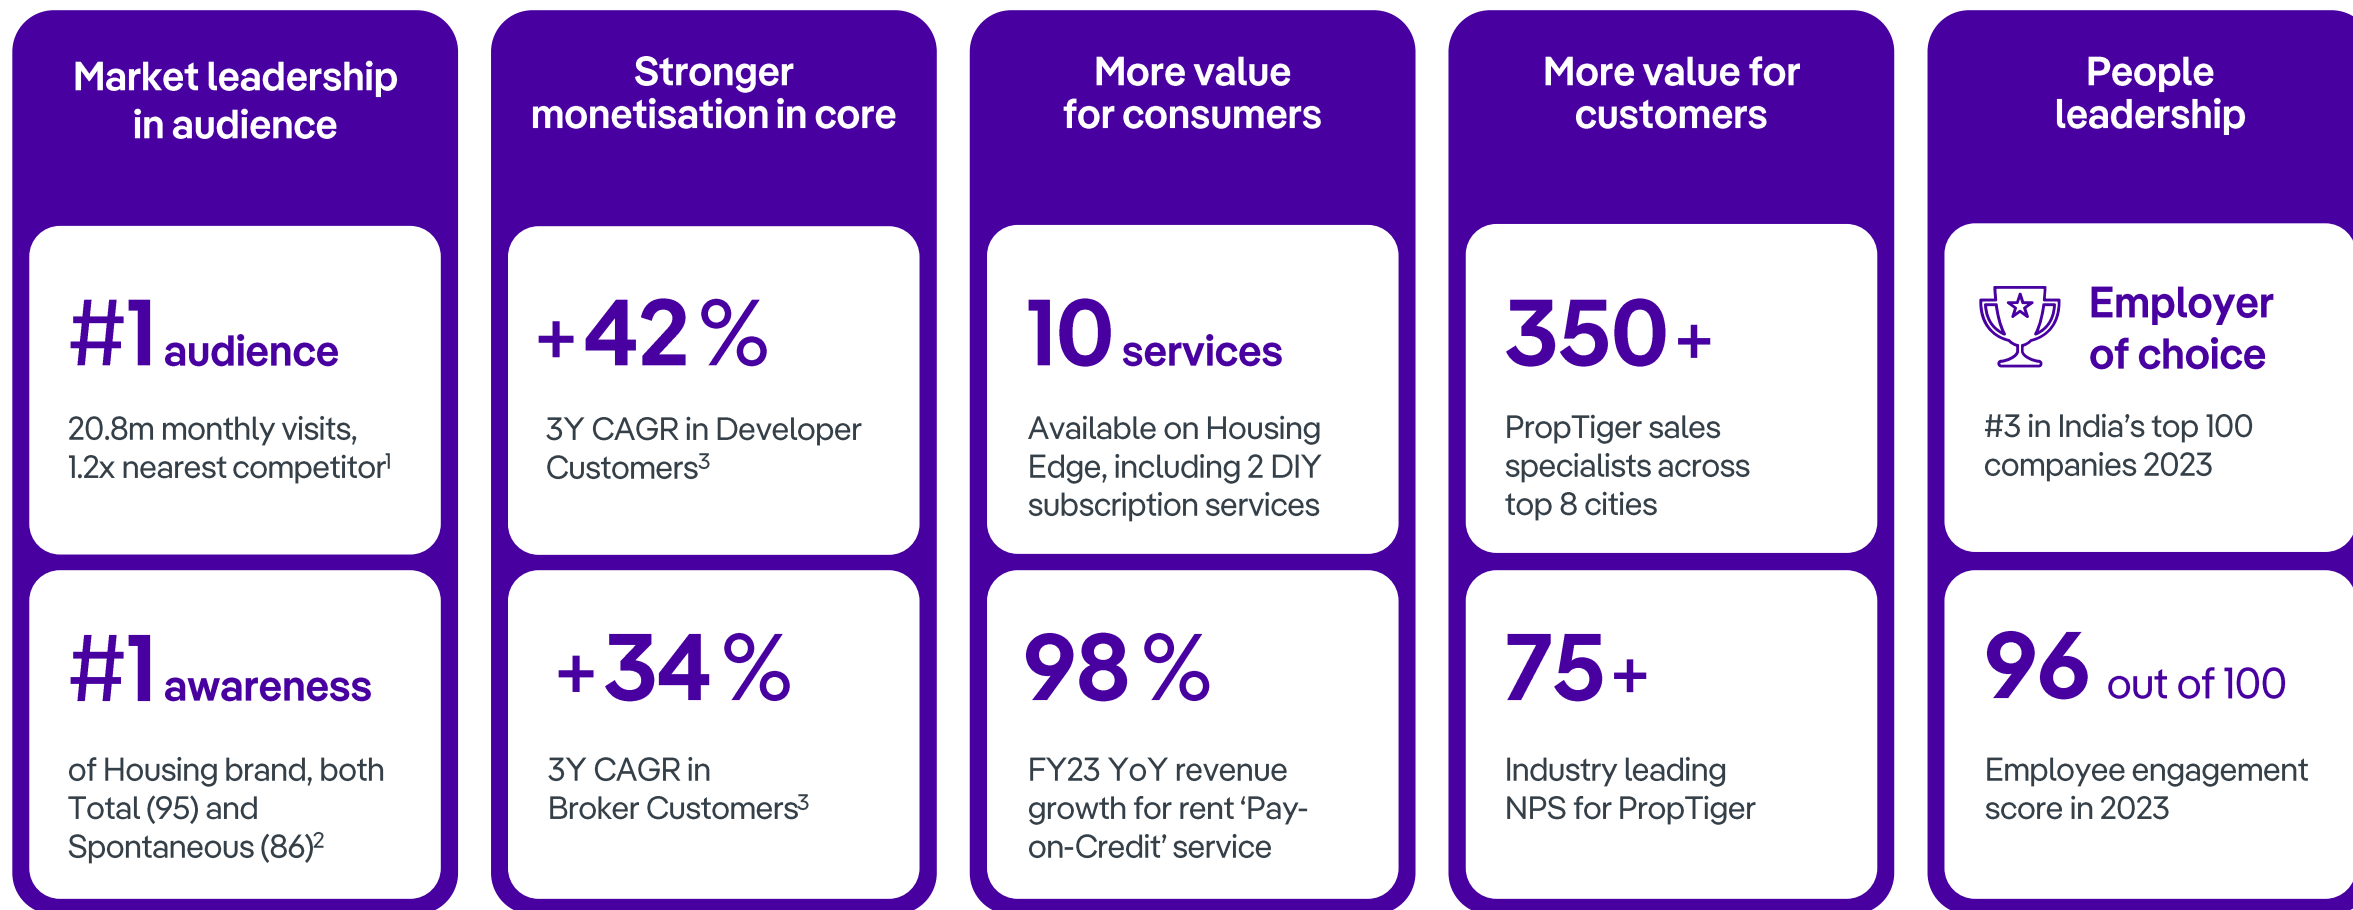 Market leadership
in audience
#1 audience
20.8m monthly visits,
1.2x nearest competitor¹
#1 awareness
of Housing brand, both
Total (95) and
Spontaneous (86)²
Stronger
monetisation in core
+42%
3Y CAGR in Developer
Customers³
+34%
3Y CAGR in
Broker Customers³
More value
for consumers
10 services
Available on Housing
Edge, including 2 DIY
subscription services
98%
FY23 YoY revenue
growth for rent ‘Pay-
on-Credit’ service
More value for
customers
350+
PropTiger sales
specialists across
top 8 cities
75+
Industry leading
NPS for PropTiger
People
leadership
Employer
of choice
#3 in India’s top 100
companies 2023
96 out of 100
Employee engagement
score in 2023